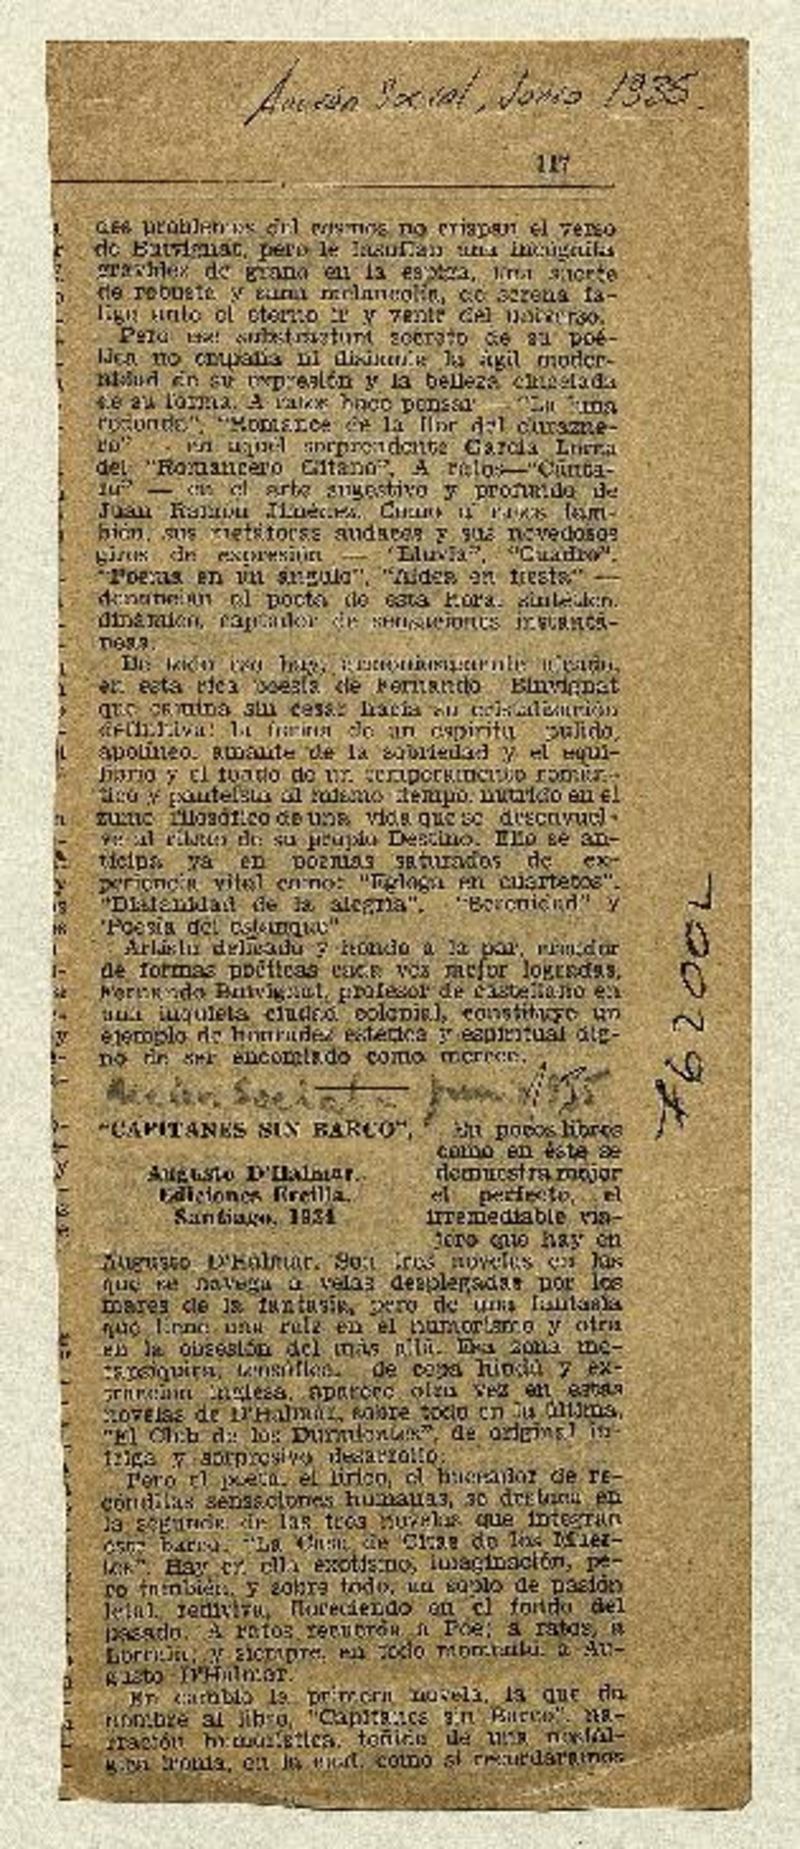 Acción Social, Junio 1935.
117
des problemas del cosmos no crispan el verso
de Binvignat, pero le insuflan una incógnita
gravidez de grano en la espiga, una suerte
de robusta y sana melancolía, de serena fa-
tiga ante el eterno ir y venir del universo.
Pero ese substractum secreto de su poé-
tica no empaña ni disimula la ágil moder-
nidad de su expresión y la belleza cincelada
de su forma. A ratos hace pensar — "La luna
redonda", "Romance de la flor del durazne-
ro" — en aquel sorprendente García Lorca
del "Romancero Gitano". A ratos—"Canta-
— en el arte sugestivo y profundo de
Juan Ramón Jiménez. Como a ratos tam-
bién, sus metáforas audaces y sus novedosos
giros de expresión — "Lluvia", "Cuadro",
"Poema en un ángulo", "Aldea en fiesta" —
denuncian al poeta de esta hora: sintético,
dinámico, captador de sensaciones instantá-
neas.
De todo eso hay, armoniosamente ligado,
en esta rica poesía de Fernando Binvignat
que camina sin cesar hacia su cristalización
definitiva: la forma de un espíritu pulido,
apolíneo, amante de la sobriedad y el equi-
librio y el fondo de un temperamento román-
tico y panteísta al mismo tiempo, nutrido en el
zumo filosófico de una vida que se desenvuel-
ve al ritmo de su propio Destino. Ello se an-
ticipa ya en poemas saturados de ex-
periencia vital como: "Egloga en cuartetos",
"Diafanidad de la alegría", "Serenidad" y
"Poesía del estanque"
Artista delicado y hondo a la par, creador
de formas poéticas cada vez mejor logradas,
Fernando Binvignat, profesor de castellano en
una inquieta ciudad colonial, constituye un
ejemplo de honradez estética y espiritual dig-
no de ser encomiado como merece.
Acción Social. Junio 1935
762002
"CAPITANES SIN BARCO",
Augusto D'Halmar.
Ediciones Ercilla.
Santiago, 1934
En pocos libros
como en éste se
demuestra mejor
el perfecto, el
irremediable via-
jero que hay en
Augusto D'Halmar. Son tres novelas en las
que se navega a velas desplegadas por los
mares de la fantasía, pero de una fantasía
que tiene una raíz en el humorismo y otra
en la obsesión del más allá. Esa zona me-
tapsíquica, teosófica, de cepa hindú y ex-
tracción inglesa, aparece otra vez en estas
novelas de D'Halmar, sobre todo en la última,
"El Club de los Durmientes", de original in-
triga y sorpresivo desarrollo.
Pero el poeta, el lírico, el buceador de re-
cónditas sensaciones humanas, se destaca en
la segunda de las tres novelas que integran
este barco. "La Casa de Citas de los Muer-
tos". Hay en ella exotismo, imaginación, pe-
ro también, y sobre todo, un soplo de pasión
letal, rediviva, floreciendo en el fondo del
pasado. A ratos recuerda a Poe; a ratos, a
Lorrain; y siempre, en todo momento, a Au-
gusto D'Halmar.
En cambio la primera novela, la que da
nombre al libro, "Capitanes sin Barco", na-
rración humorística, teñida de una nostál-
gica ironía, en la cual, como si recordáramos